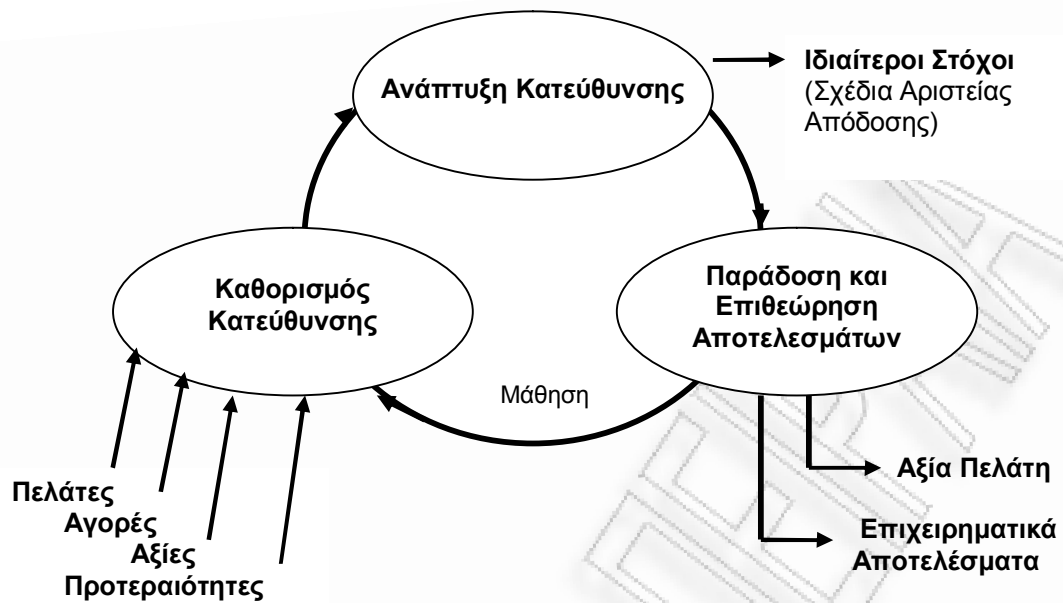 Ανάπτυξη Κατεύθυνσης
Ιδιαίτεροι Στόχοι
(Σχέδια Αριστείας
Απόδοσης)
Καθορισμός
Κατεύθυνσης
Παράδοση και
Επιθεώρηση
Αποτελεσμάτων
Μάθηση
Πελάτες
Αγορές
Αξίες
Προτεραιότητες
Αξία Πελάτη
Επιχειρηματικά
Αποτελέσματα